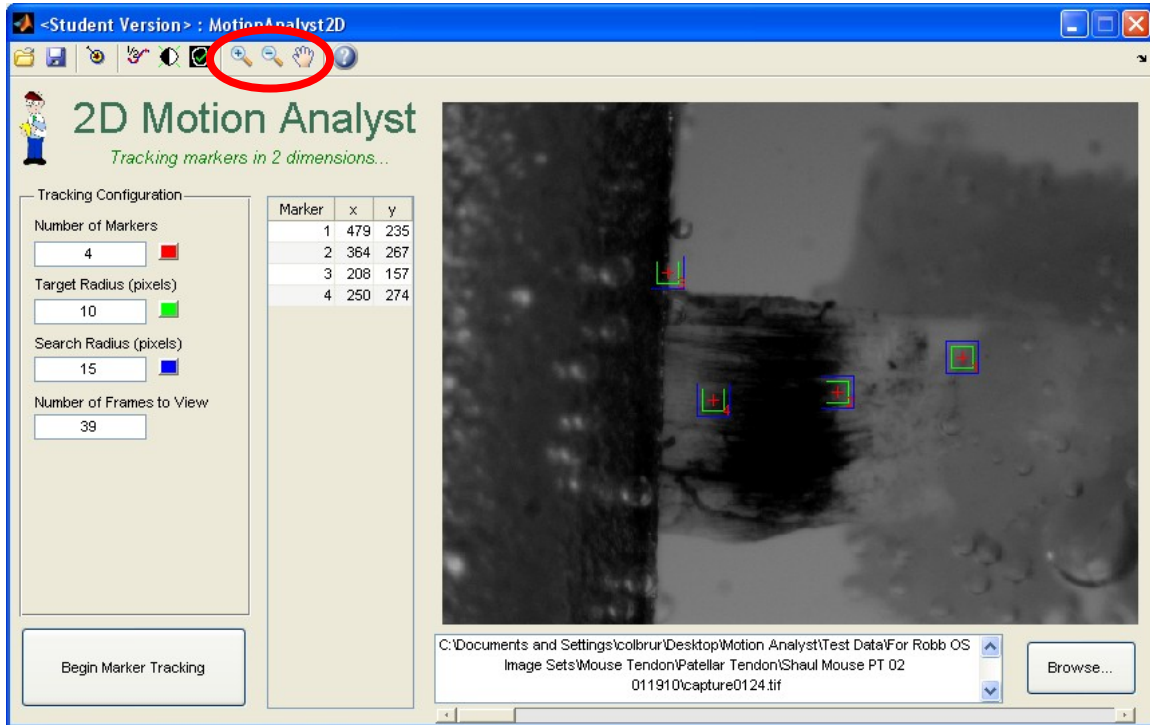 <Student Version> : MotionAnalyst2D
2D Motion Analyst
Tracking markers in 2 dimensions...
Tracking Configuration
Number of Markers
4
Target Radius (pixels)
10
Search Radius (pixels)
15
Number of Frames to View
39
Begin Marker Tracking
Marker x y
1 479 235
2 364 267
3 208 157
4 250 274
C:\Documents and Settings\colbrur\Desktop\Motion Analyst\Test Data\For Robb OS
Image Sets\Mouse Tendon\Patellar Tendon\Shaul Mouse PT 02
011910\capture0124.tif
Browse...